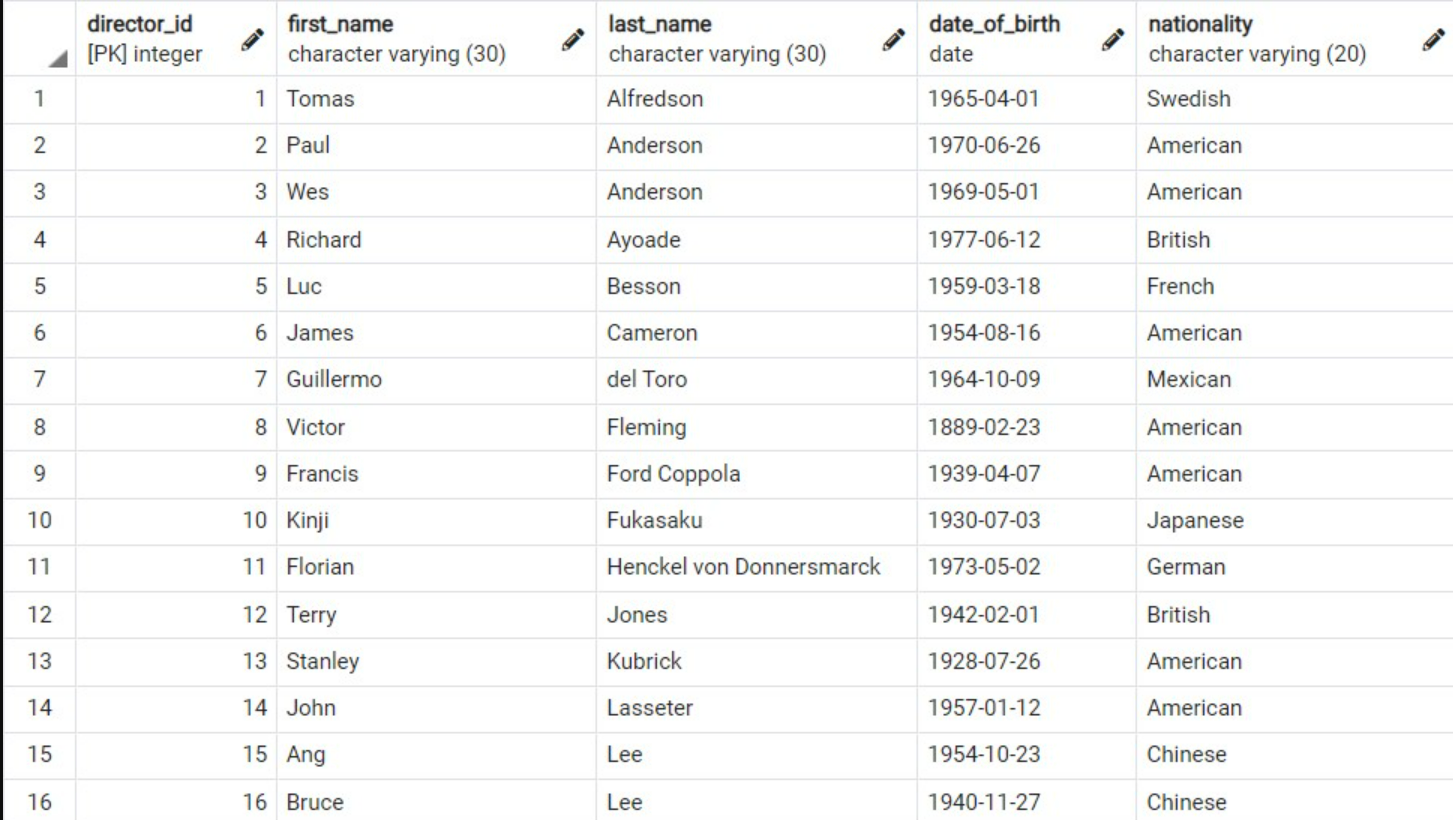 director_id first_name last_name date_of_birth nationality
[PK] integer character varying (30) character varying (30) date character varying (20)
1 1 Tomas Alfredson 1965-04-01 Swedish
2 2 Paul Anderson 1970-06-26 American
3 3 Wes Anderson 1969-05-01 American
4 4 Richard Ayoade 1977-06-12 British
5 5 Luc Besson 1959-03-18 French
6 6 James Cameron 1954-08-16 American
7 7 Guillermo del Toro 1964-10-09 Mexican
8 8 Victor Fleming 1889-02-23 American
9 9 Francis Ford Coppola 1939-04-07 American
10 10 Kinji Fukasaku 1930-07-03 Japanese
11 11 Florian Henckel von Donnersmarck 1973-05-02 German
12 12 Terry Jones 1942-02-01 British
13 13 Stanley Kubrick 1928-07-26 American
14 14 John Lasseter 1957-01-12 American
15 15 Ang Lee 1954-10-23 Chinese
16 16 Bruce Lee 1940-11-27 Chinese